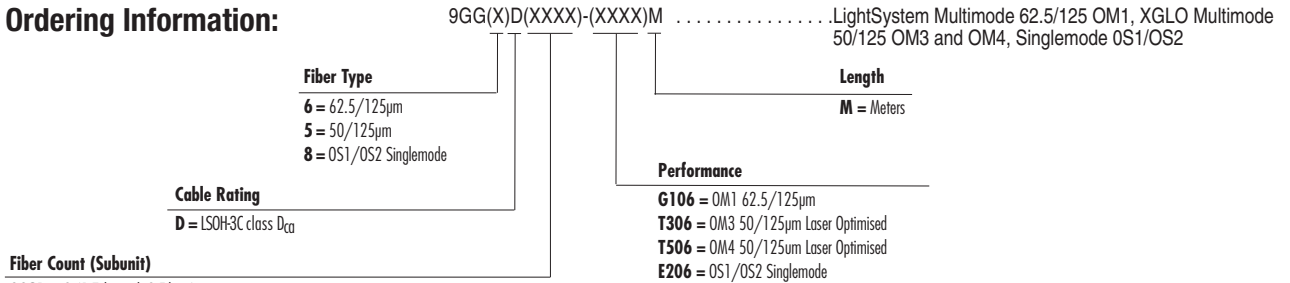 Ordering Information:
9GG(X)D(XXXX)-(XXXX)M . . . . . . . . . . . . . . . .LightSystem Multimode 62.5/125 OM1, XGLO Multimode
50/125 OM3 and OM4, Singlemode 0S1/OS2
Fiber Type
6 = 62.5/125µm
5 = 50/125µm
8 = OS1/OS2 Singlemode
Length
M = Meters
Cable Rating
D = LS0H-3C class Dca
Performance
G106 = OM1 62.5/125µm
T306 = OM3 50/125µm Laser Optimised
T506 = OM4 50/125um Laser Optimised
E206 = OS1/OS2 Singlemode
Fiber Count (Subunit)